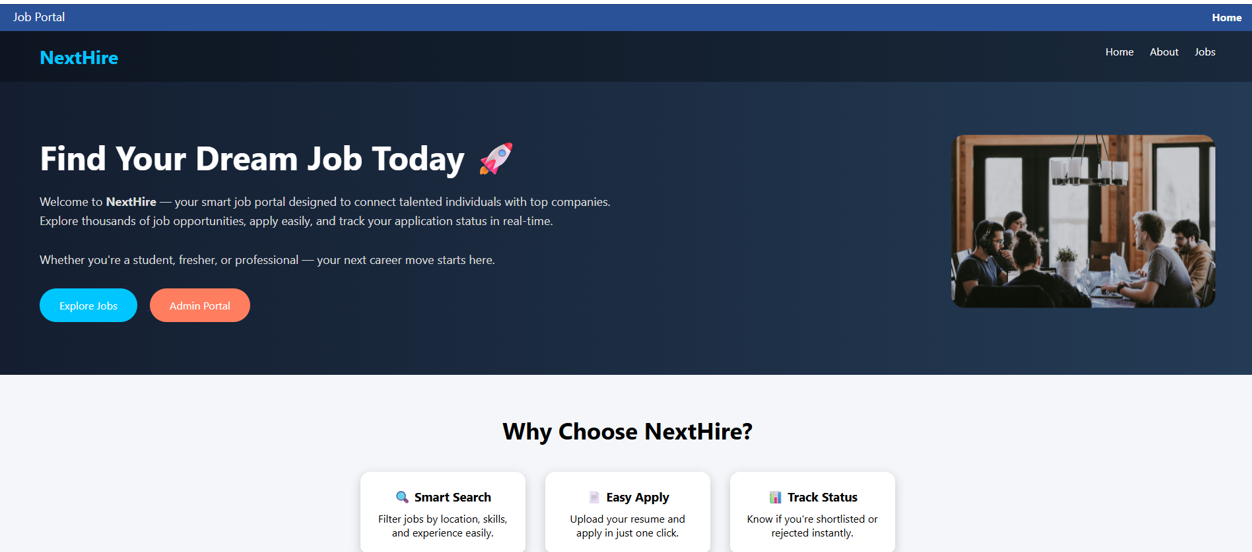 Job Portal
Home
NextHire
Home
About
Jobs
Find Your Dream Job Today 🚀
Welcome to NextHire — your smart job portal designed to connect talented individuals with top companies.
Explore thousands of job opportunities, apply easily, and track your application status in real-time.
Whether you're a student, fresher, or professional — your next career move starts here.
Explore Jobs
Admin Portal
Why Choose NextHire?
🔍 Smart Search
Filter jobs by location, skills,
and experience easily.
📄 Easy Apply
Upload your resume and
apply in just one click.
📊 Track Status
Know if you're shortlisted or
rejected instantly.